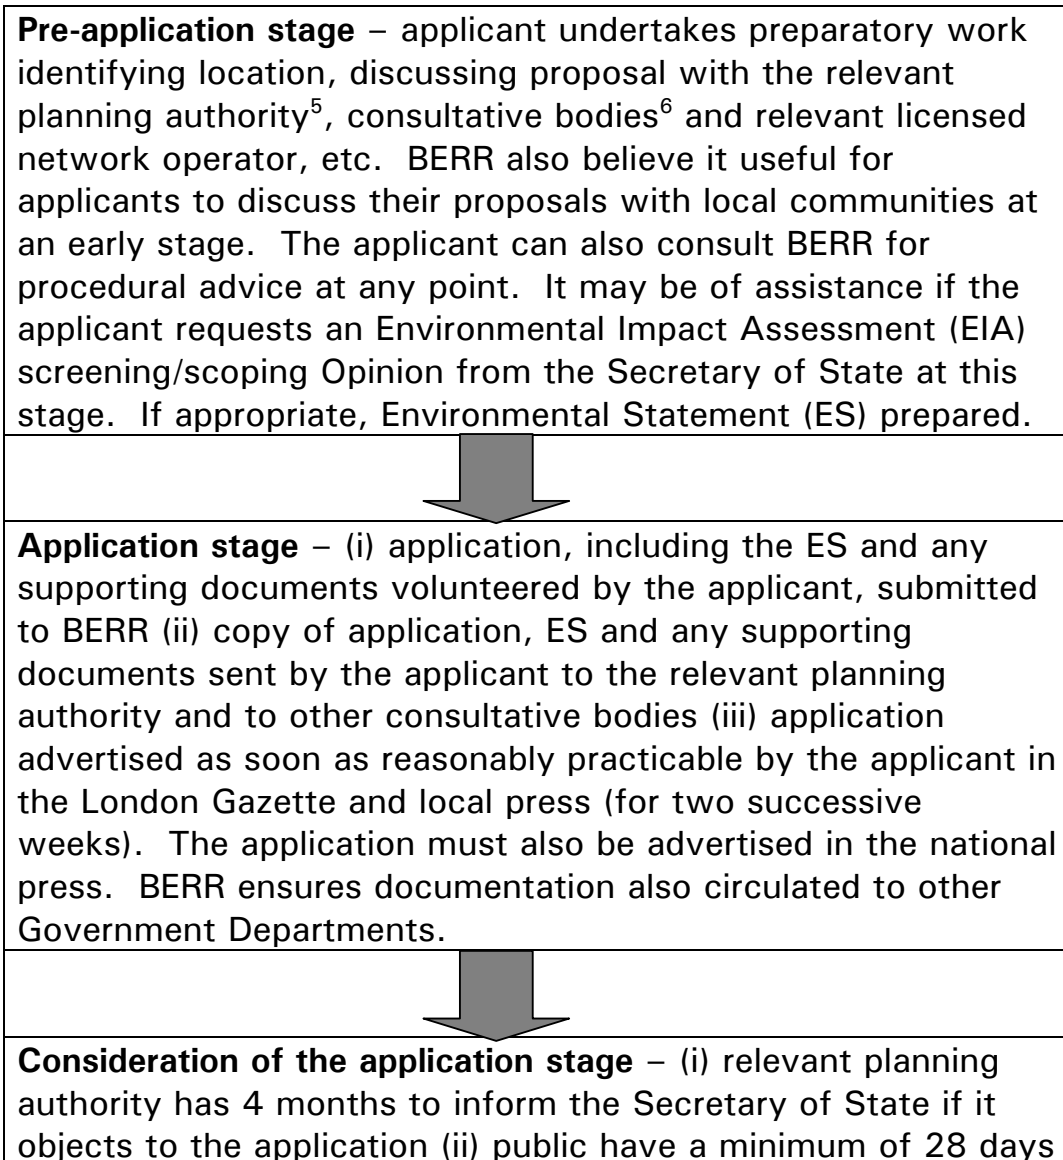 Pre-application stage – applicant undertakes preparatory work
identifying location, discussing proposal with the relevant
planning authority⁵, consultative bodies⁶ and relevant licensed
network operator, etc.  BERR also believe it useful for
applicants to discuss their proposals with local communities at
an early stage.  The applicant can also consult BERR for
procedural advice at any point.  It may be of assistance if the
applicant requests an Environmental Impact Assessment (EIA)
screening/scoping Opinion from the Secretary of State at this
stage.  If appropriate, Environmental Statement (ES) prepared.
Application stage – (i) application, including the ES and any
supporting documents volunteered by the applicant, submitted
to BERR (ii) copy of application, ES and any supporting
documents sent by the applicant to the relevant planning
authority and to other consultative bodies (iii) application
advertised as soon as reasonably practicable by the applicant in
the London Gazette and local press (for two successive
weeks).  The application must also be advertised in the national
press.  BERR ensures documentation also circulated to other
Government Departments.
Consideration of the application stage – (i) relevant planning
authority has 4 months to inform the Secretary of State if it
objects to the application (ii) public have a minimum of 28 days